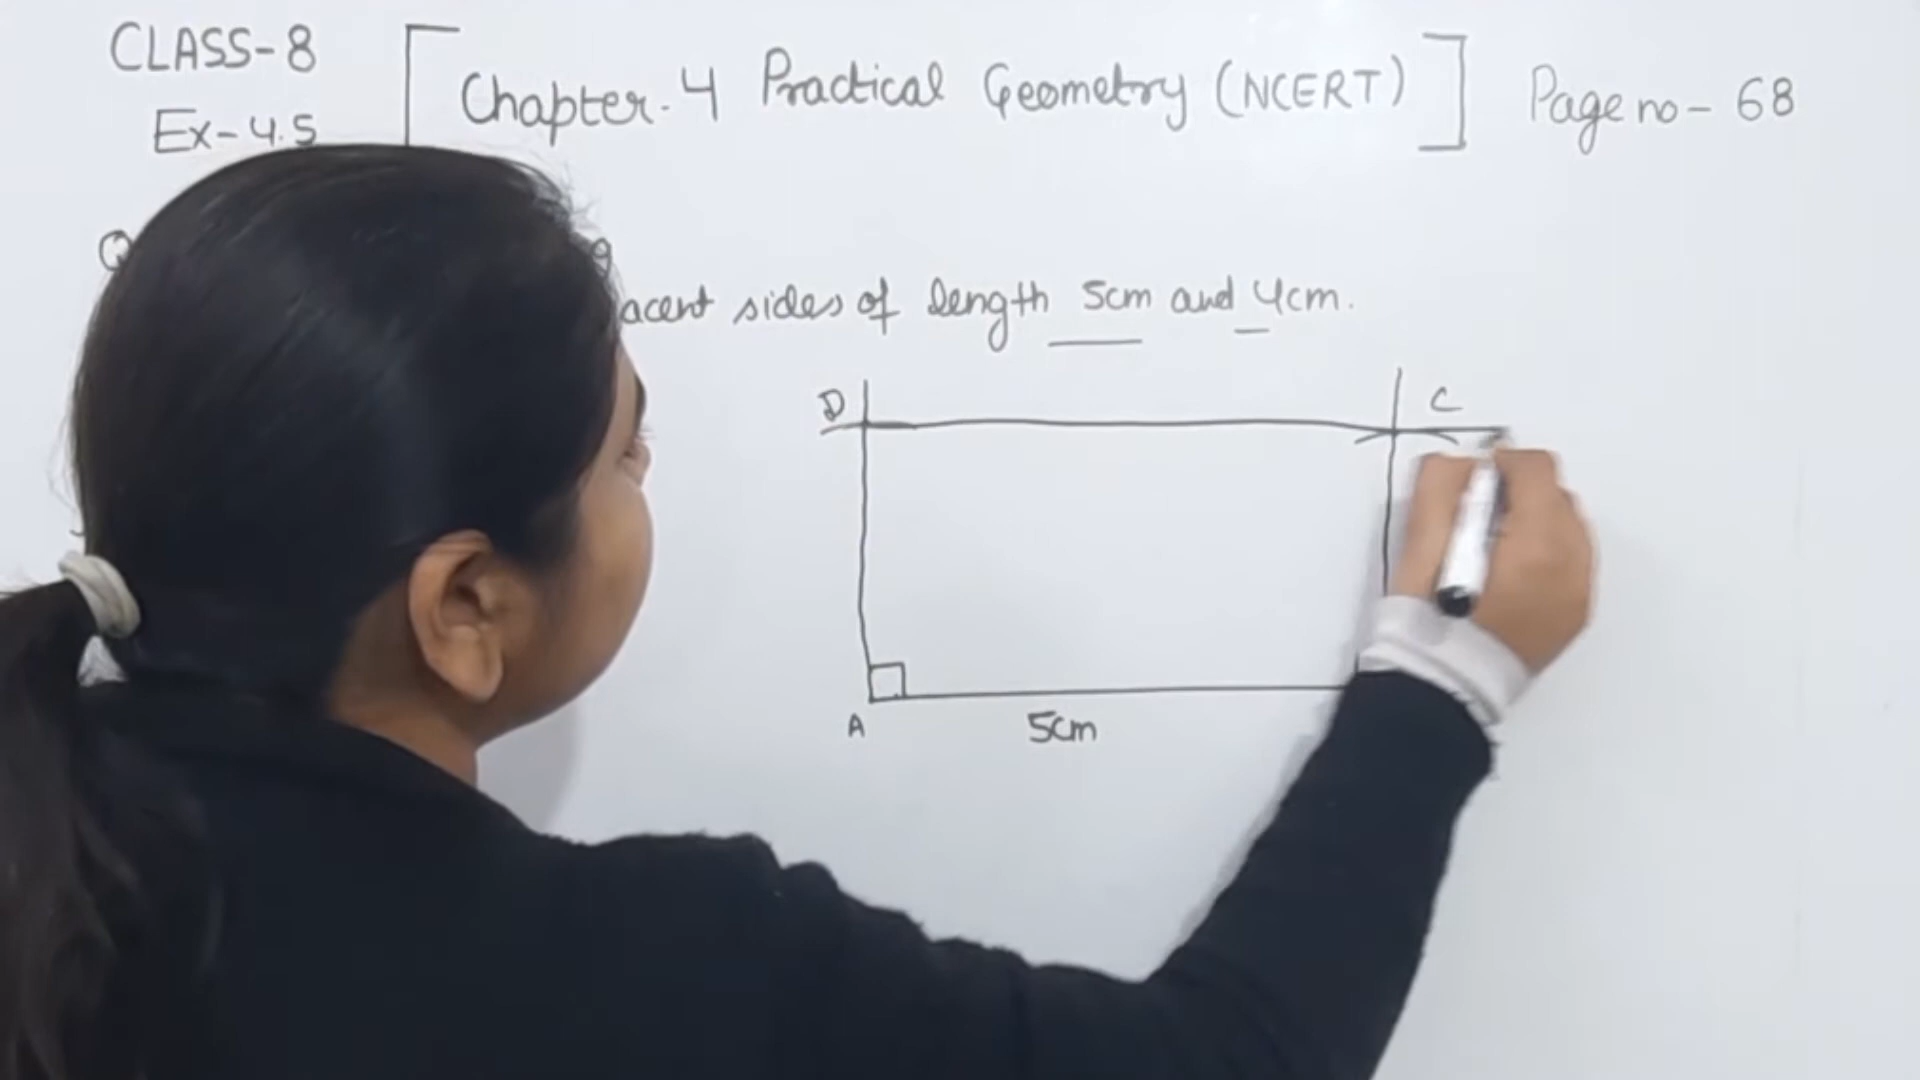 CLASS-8
Ex-4.5
Chapter-4 Practical Geometry (NCERT)
Page no - 68
sides of length 5cm and 4cm.
D
C
A
5cm